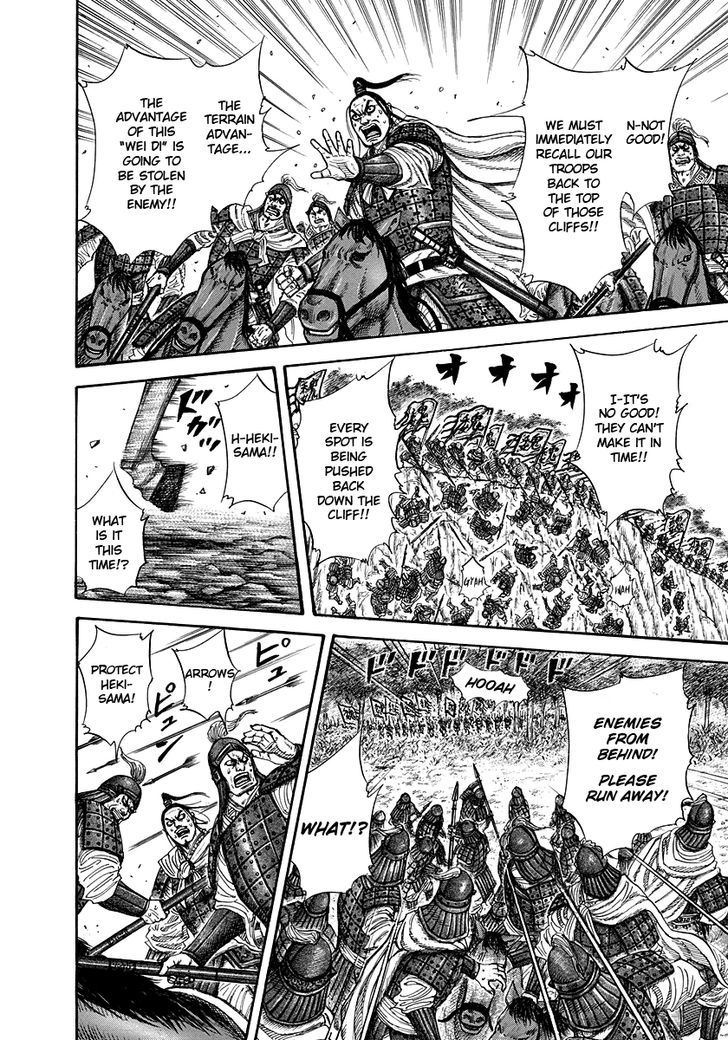 N-NOT
GOOD!
WE MUST
IMMEDIATELY
RECALL OUR
TROOPS BACK
TO THE TOP
OF THOSE
CLIFFS!!
THE
TERRAIN
ADVAN-
TAGE...
THE
ADVANTAGE
OF THIS
"WEI DI" IS
GOING TO
BE STOLEN
BY THE
ENEMY!!
I-IT'S
NO GOOD!
THEY CAN'T
MAKE IT IN
TIME!!
オオオオ
EVERY
SPOT IS
BEING
PUSHED
BACK
DOWN THE
CLIFF!!
GYAH
WAH
H-HEKI-
SAMA!!
ドガッ
WHAT
IS IT
THIS
TIME!?
ENEMIES
FROM
BEHIND!
PLEASE
RUN AWAY!
ドドドドド
HOOAH
WHAT!?
ARROWS
!
ピュ
PROTECT
HEKI-
SAMA!
ピュン